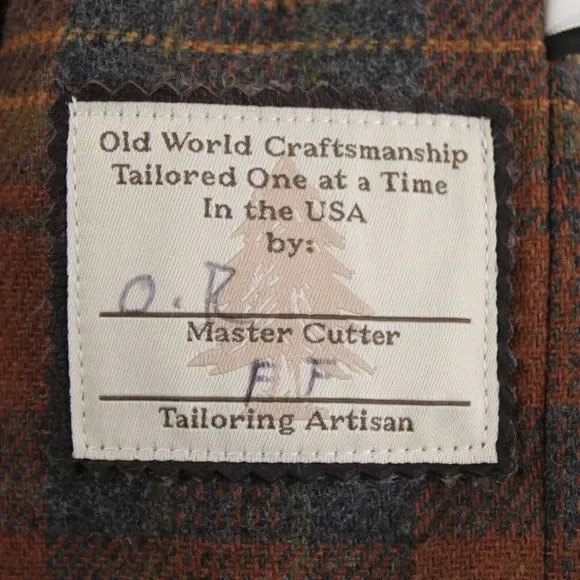 Old World Craftsmanship
Tailored One at a Time
In the USA
by:
O.R
Master Cutter
F.F
Tailoring Artisan